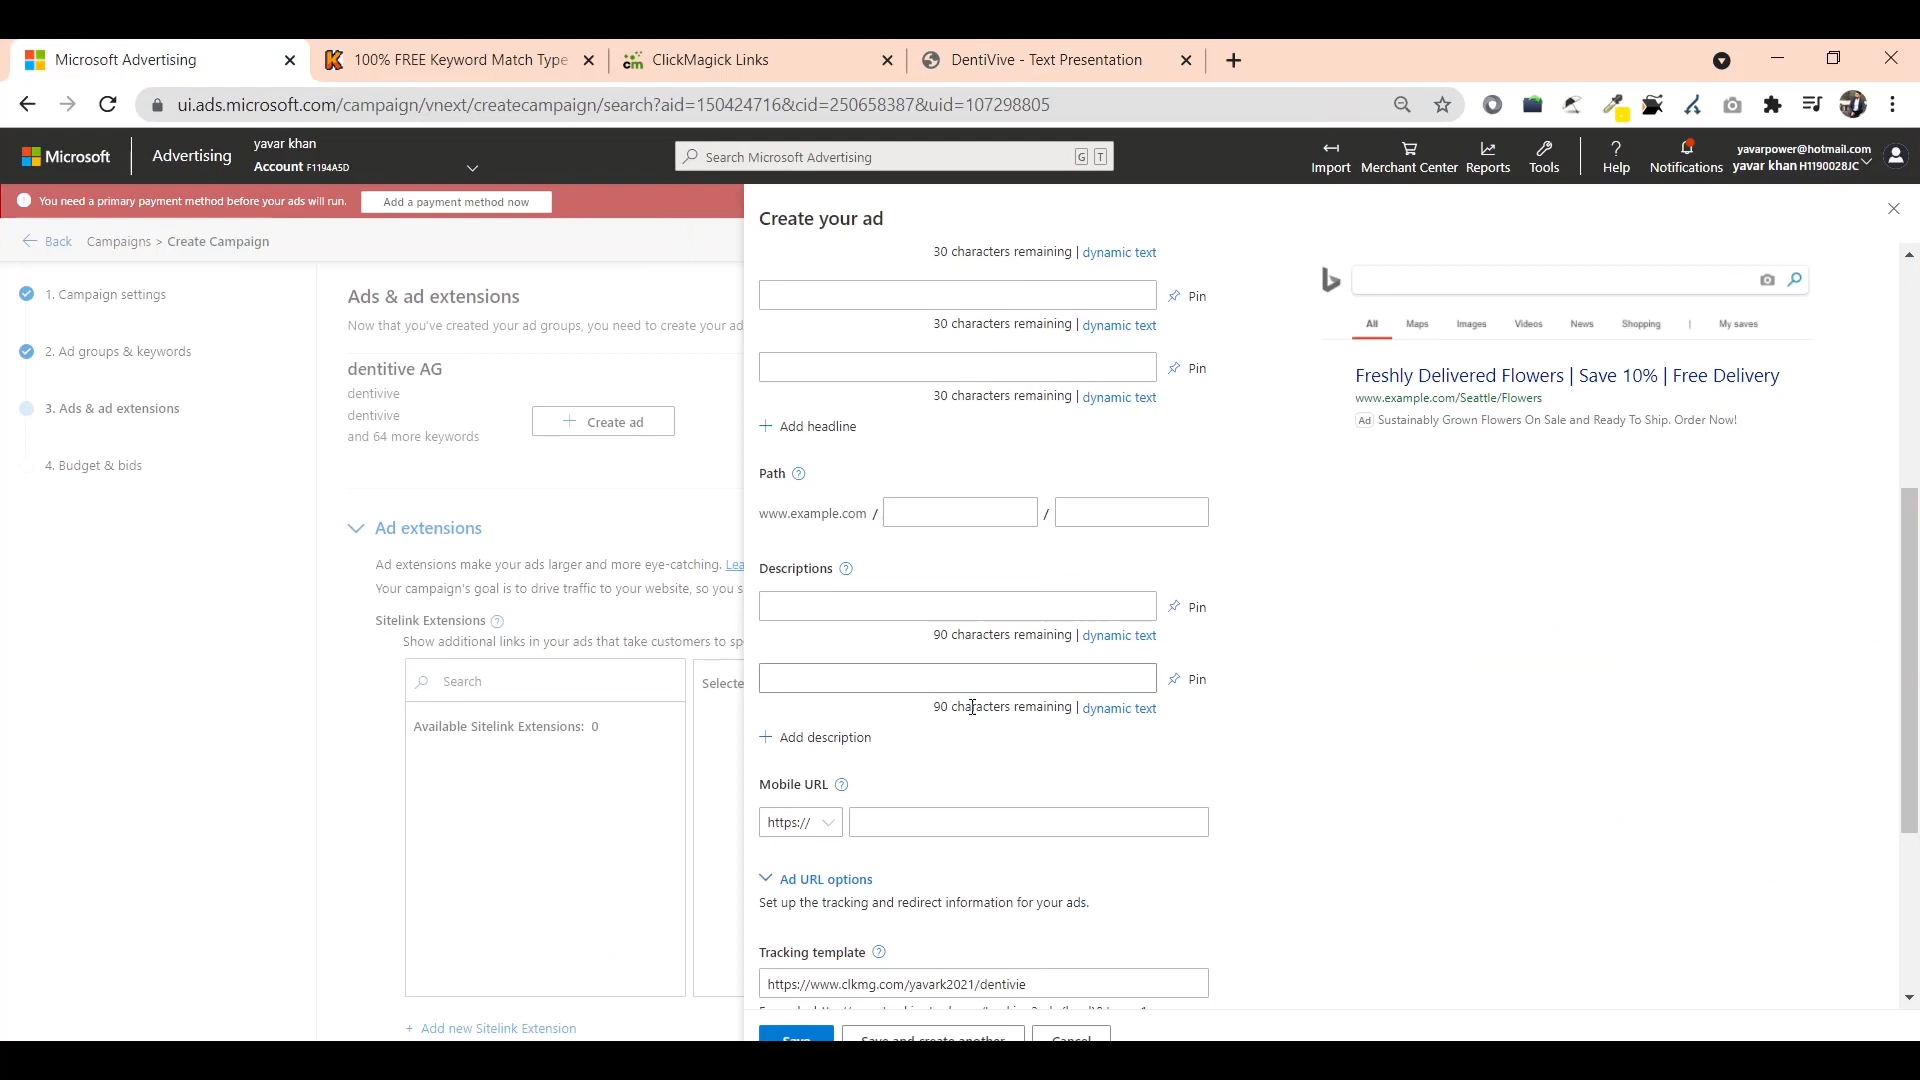 Microsoft Advertising
100% FREE Keyword Match Type
ClickMagick Links
DentiVive - Text Presentation
ui.ads.microsoft.com/campaign/vnext/createcampaign/search?aid=150424716&cid=250658387&uid=107298805
Microsoft
Advertising
yavar khan
Account F1194A5D
Search Microsoft Advertising
G T
Import
Merchant Center
Reports
Tools
Help
Notifications
yavarpower@hotmail.com
yavar khan H1190028JC
You need a primary payment method before your ads will run.
Add a payment method now
Back
Campaigns > Create Campaign
1. Campaign settings
2. Ad groups & keywords
3. Ads & ad extensions
4. Budget & bids
Ads & ad extensions
Now that you've created your ad groups, you need to create your ad
dentitive AG
dentivive
dentivive
and 64 more keywords
Create ad
Ad extensions
Ad extensions make your ads larger and more eye-catching. Lea
Your campaign's goal is to drive traffic to your website, so you s
Sitelink Extensions
Show additional links in your ads that take customers to sp
Search
Selecte
Available Sitelink Extensions: 0
+ Add new Sitelink Extension
Create your ad
30 characters remaining | dynamic text
Pin
30 characters remaining | dynamic text
Pin
30 characters remaining | dynamic text
Add headline
Path
www.example.com / /
Descriptions
Pin
90 characters remaining | dynamic text
Pin
90 characters remaining | dynamic text
Add description
Mobile URL
https://
Ad URL options
Set up the tracking and redirect information for your ads.
Tracking template
https://www.clkmg.com/yavark2021/dentivie
Save
Save and create another
Cancel
All
Maps
Images
Videos
News
Shopping
|
My saves
Freshly Delivered Flowers | Save 10% | Free Delivery
www.example.com/Seattle/Flowers
Ad Sustainably Grown Flowers On Sale and Ready To Ship. Order Now!